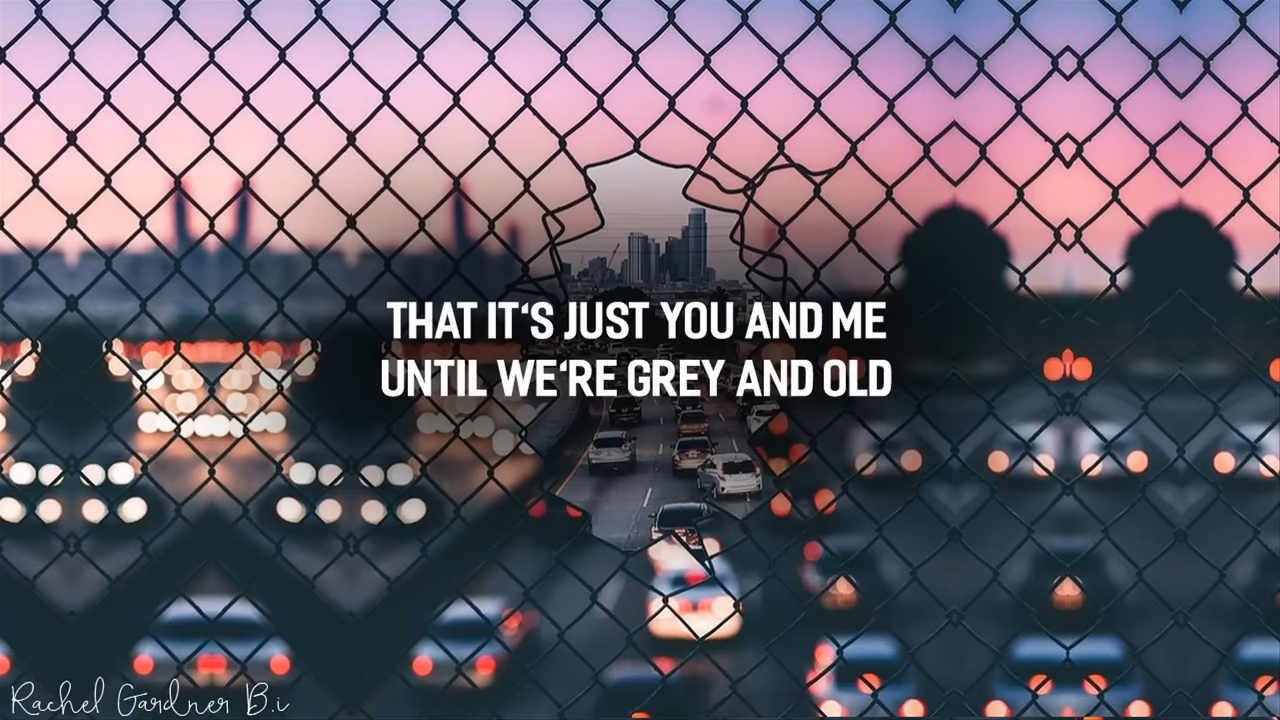 THAT IT‘S JUST YOU AND ME
UNTIL WE‘RE GREY AND OLD
Rachel Gardner B.i